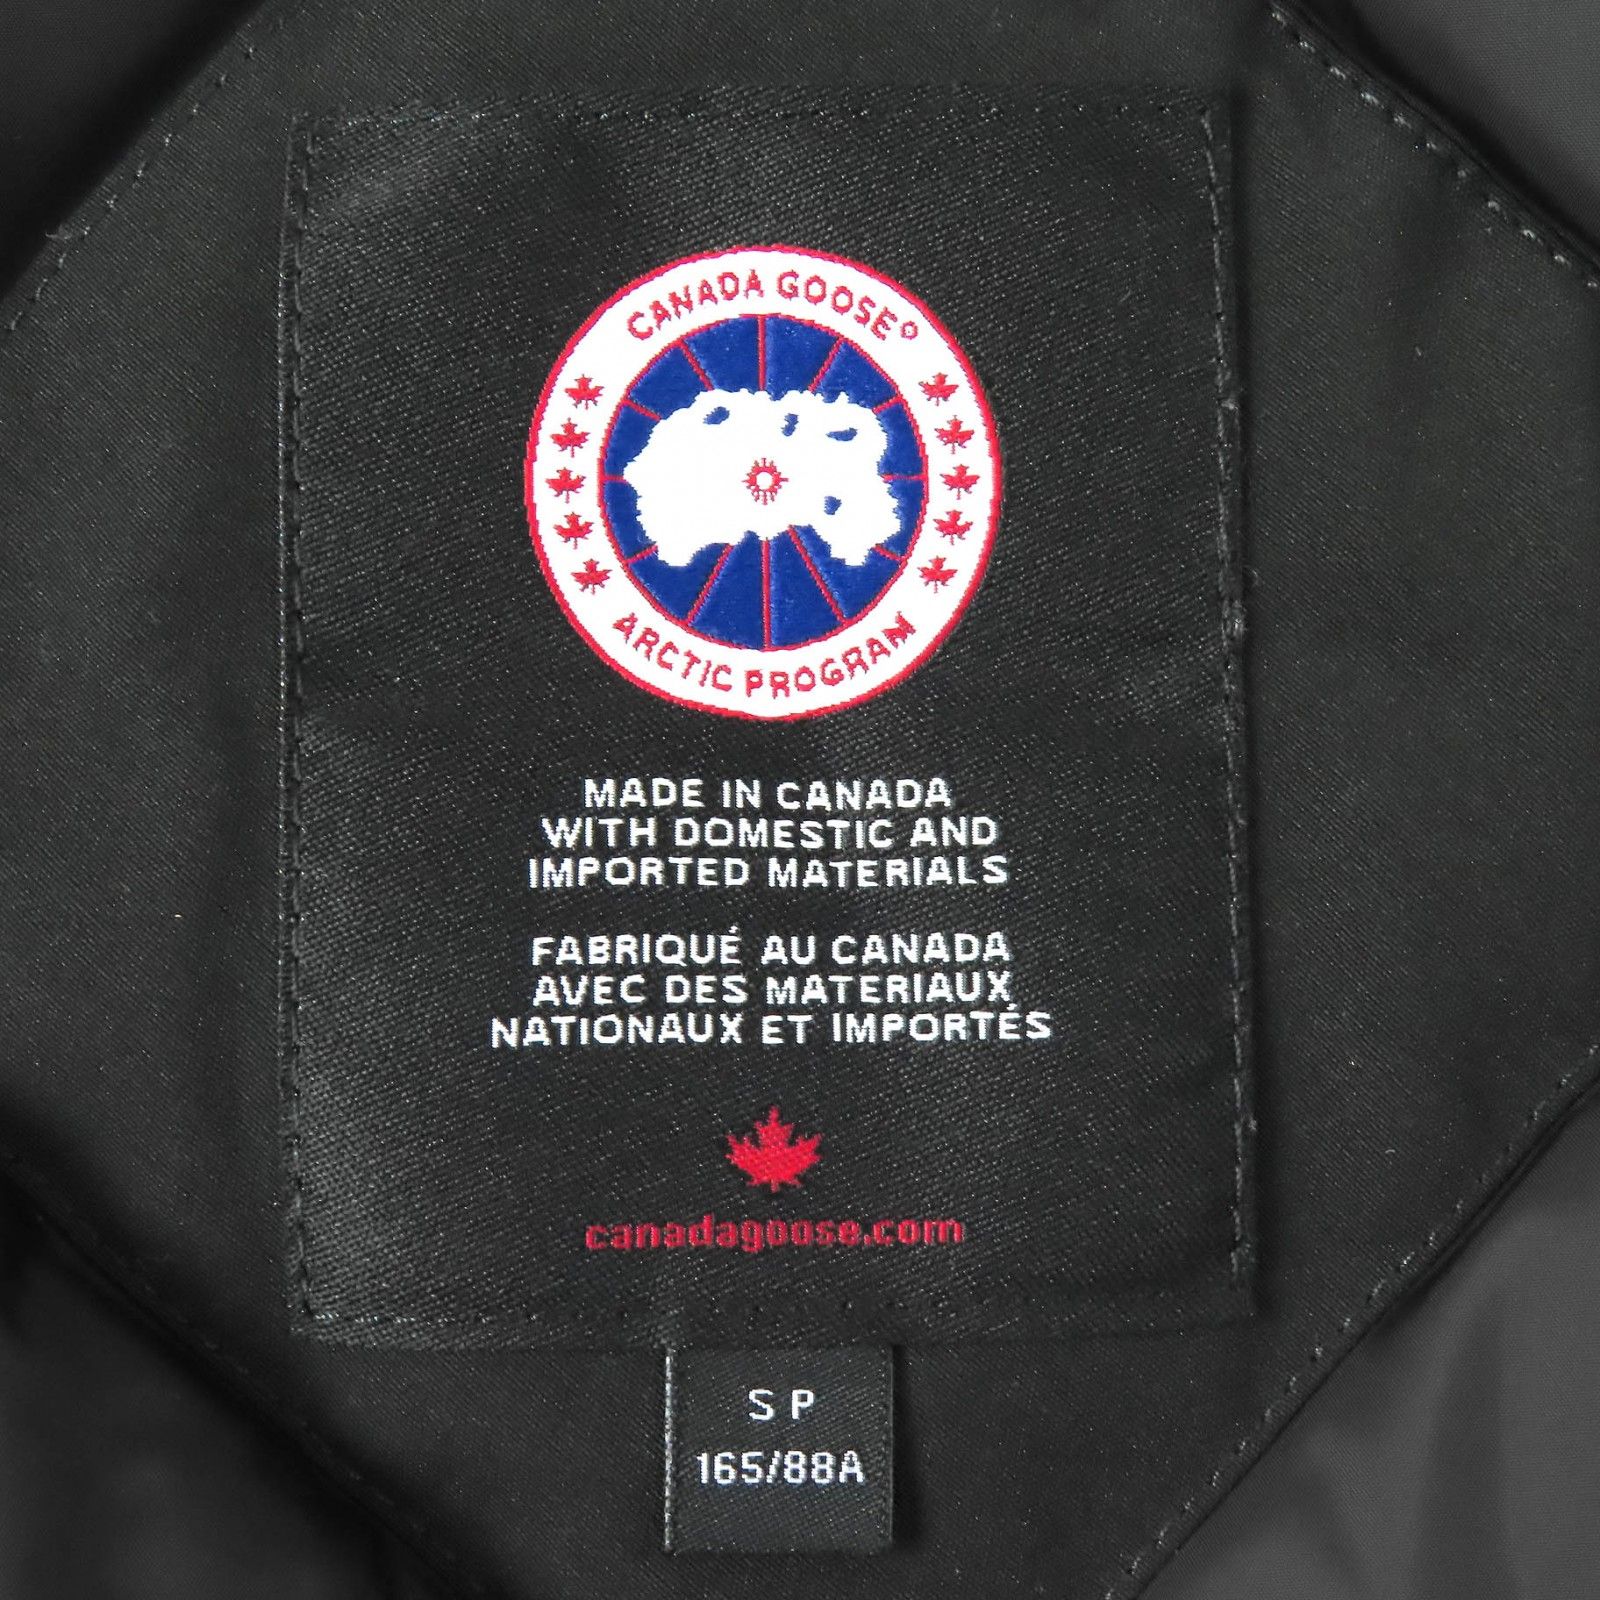 CANADA GOOSE®
ARCTIC PROGRAM
MADE IN CANADA
WITH DOMESTIC AND
IMPORTED MATERIALS
FABRIQUÉ AU CANADA
AVEC DES MATERIAUX
NATIONAUX ET IMPORTÉS
canadagoose.com
S P
165/88A